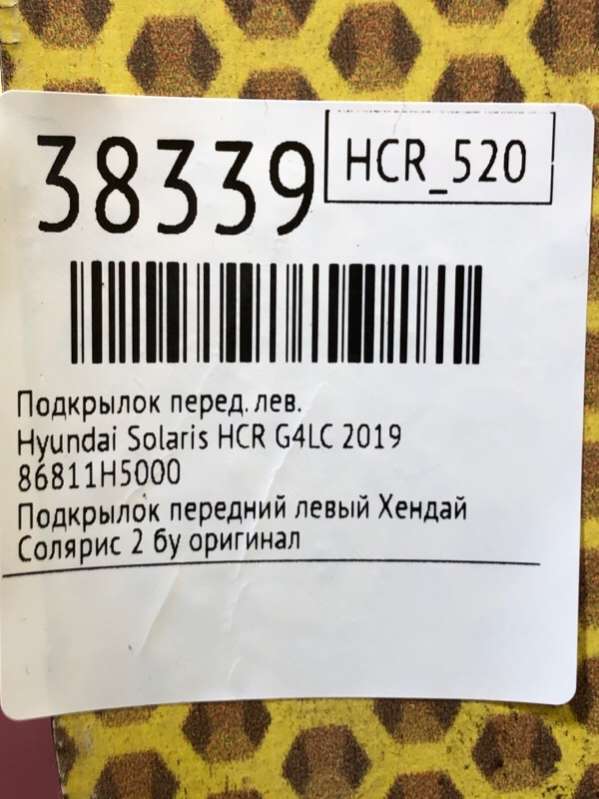 38339
HCR_520
Подкрылок перед. лев.
Hyundai Solaris HCR G4LC 2019
86811H5000
Подкрылок передний левый Хендай
Солярис 2 бу оригинал